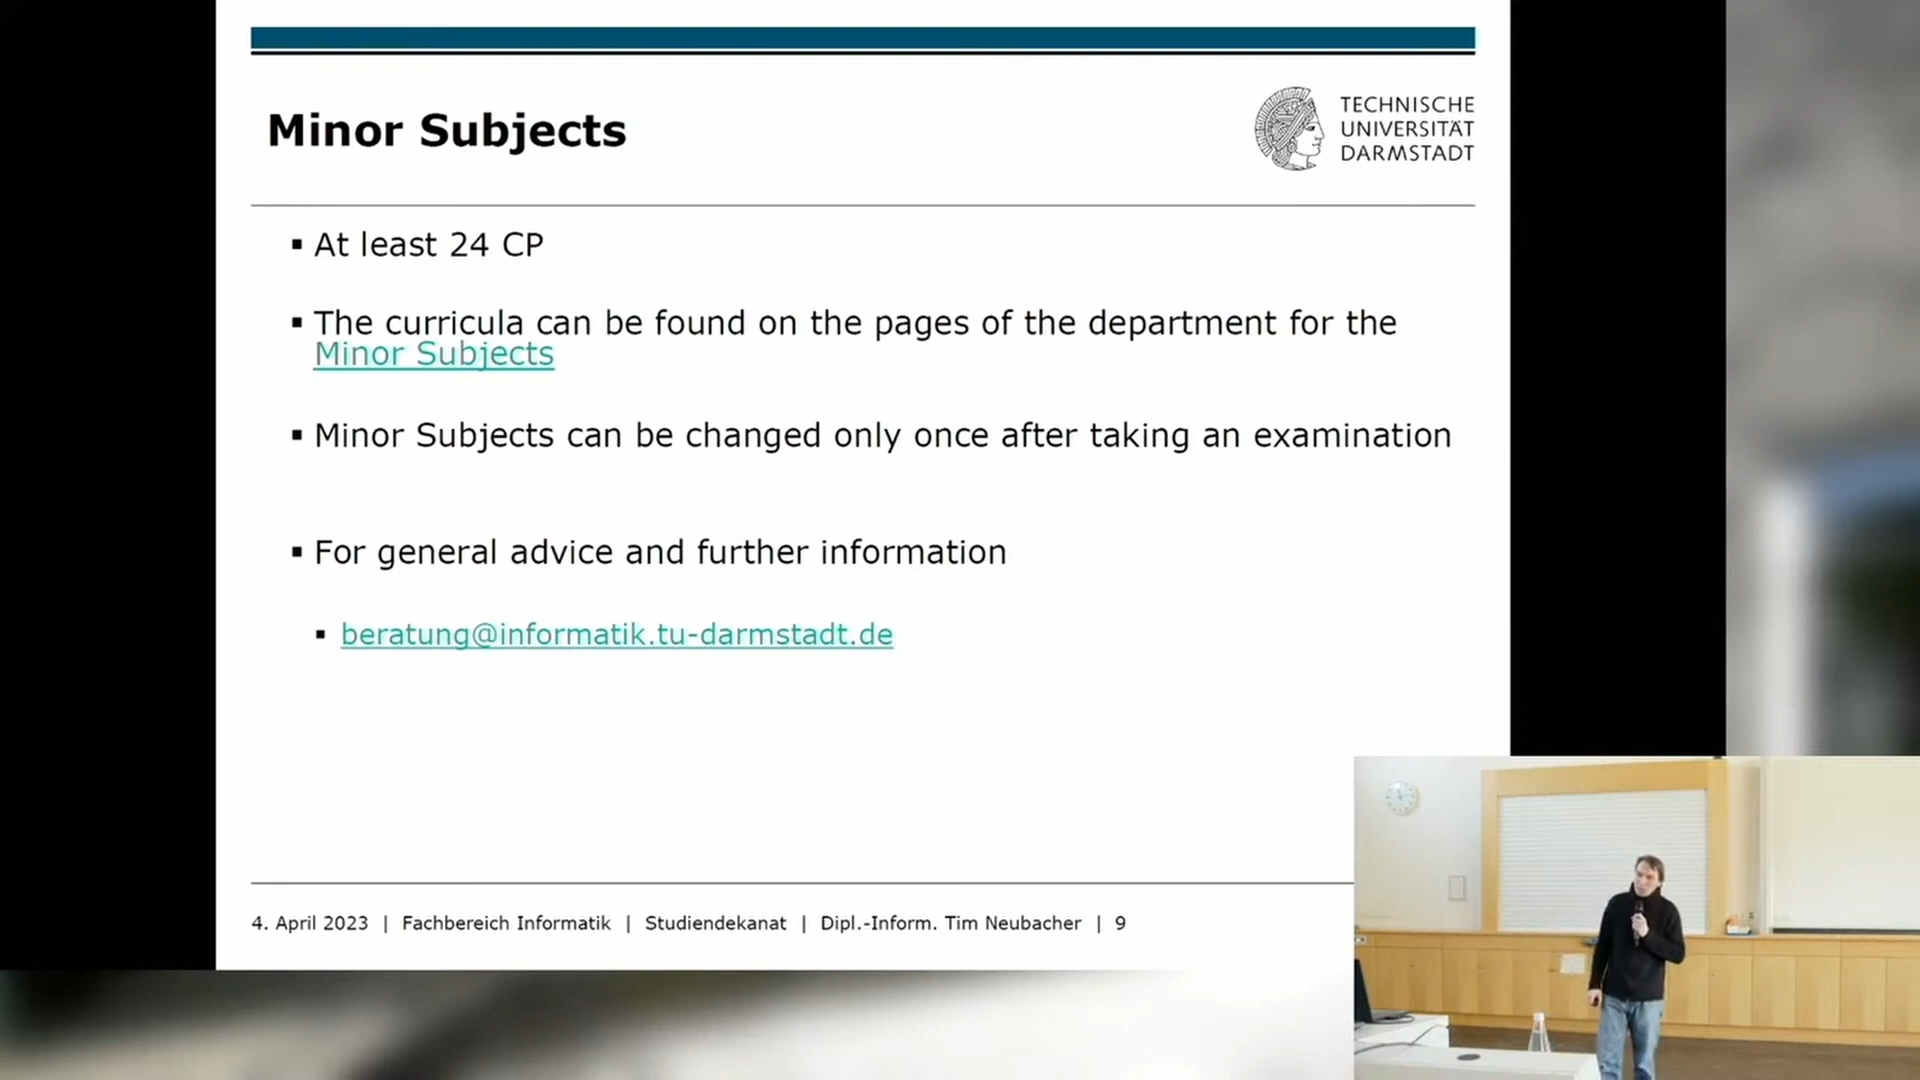 Minor Subjects
TECHNISCHE
UNIVERSITÄT
DARMSTADT
▪ At least 24 CP
▪ The curricula can be found on the pages of the department for the
Minor Subjects
▪ Minor Subjects can be changed only once after taking an examination
▪ For general advice and further information
▪ beratung@informatik.tu-darmstadt.de
4. April 2023 | Fachbereich Informatik | Studiendekanat | Dipl.-Inform. Tim Neubacher | 9